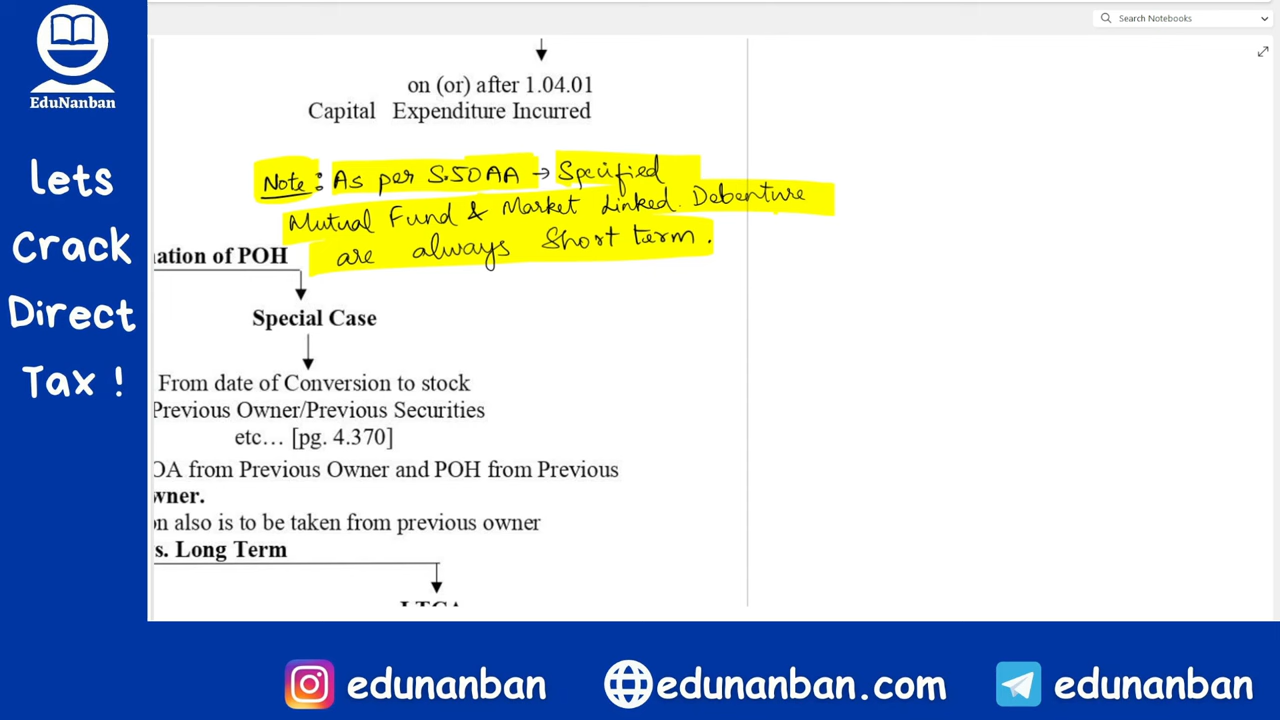 EduNanban
Lets
Crack
Direct
Tax !
Search Notebooks
on (or) after 1.04.01
Capital Expenditure Incurred
Note: As per S.50AA → Specified
Mutual Fund & Market Linked Debenture
are always Short term.
ation of POH
Special Case
From date of Conversion to stock
Previous Owner/Previous Securities
etc… [pg. 4.370]
OA from Previous Owner and POH from Previous
wner.
on also is to be taken from previous owner
s. Long Term
edunanban
edunanban.com
edunanban